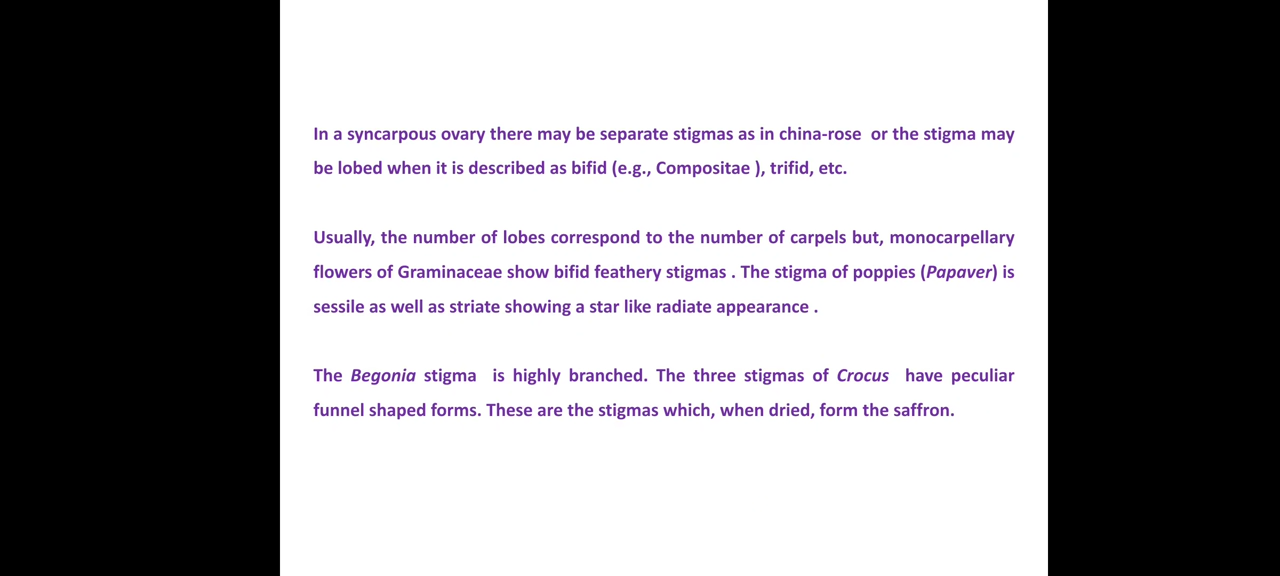 In a syncarpous ovary there may be separate stigmas as in china-rose or the stigma may
be lobed when it is described as bifid (e.g., Compositae ), trifid, etc.
Usually, the number of lobes correspond to the number of carpels but, monocarpellary
flowers of Graminaceae show bifid feathery stigmas . The stigma of poppies (Papaver) is
sessile as well as striate showing a star like radiate appearance .
The Begonia stigma is highly branched. The three stigmas of Crocus have peculiar
funnel shaped forms. These are the stigmas which, when dried, form the saffron.